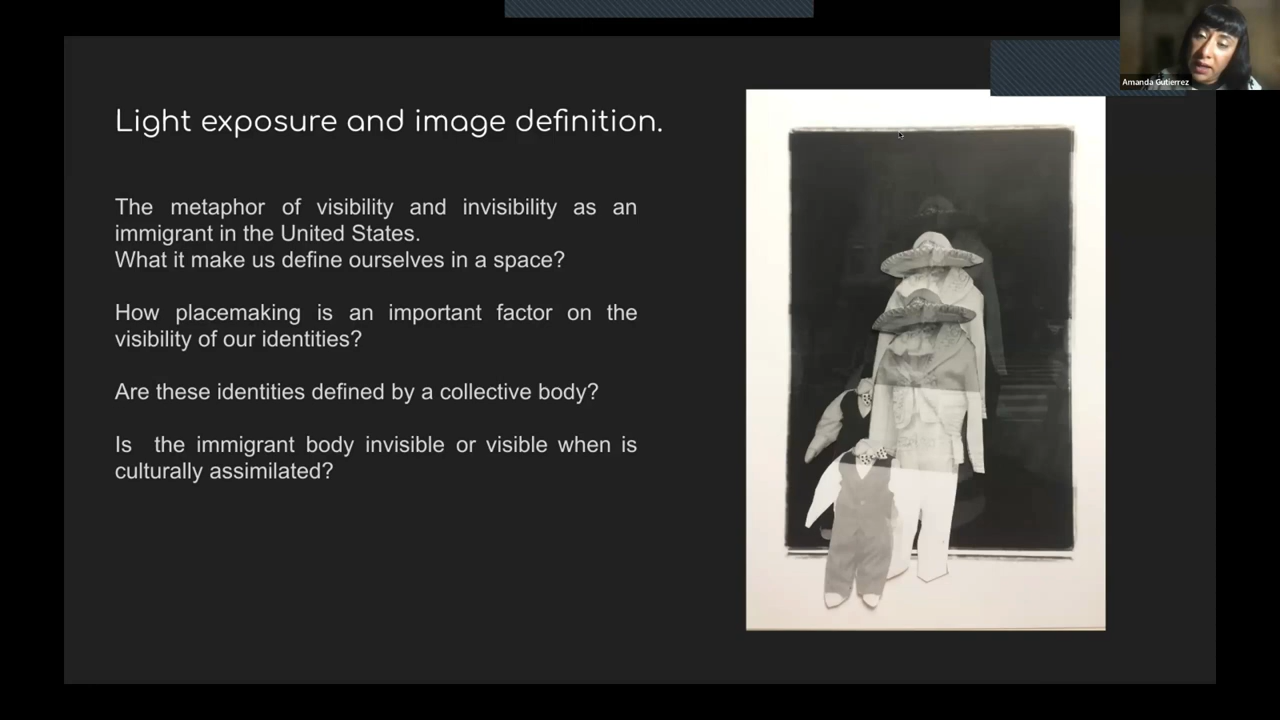 Amanda Gutierrez
Light exposure and image definition.
The metaphor of visibility and invisibility as an
immigrant in the United States.
What it make us define ourselves in a space?
How placemaking is an important factor on the
visibility of our identities?
Are these identities defined by a collective body?
Is the immigrant body invisible or visible when is
culturally assimilated?